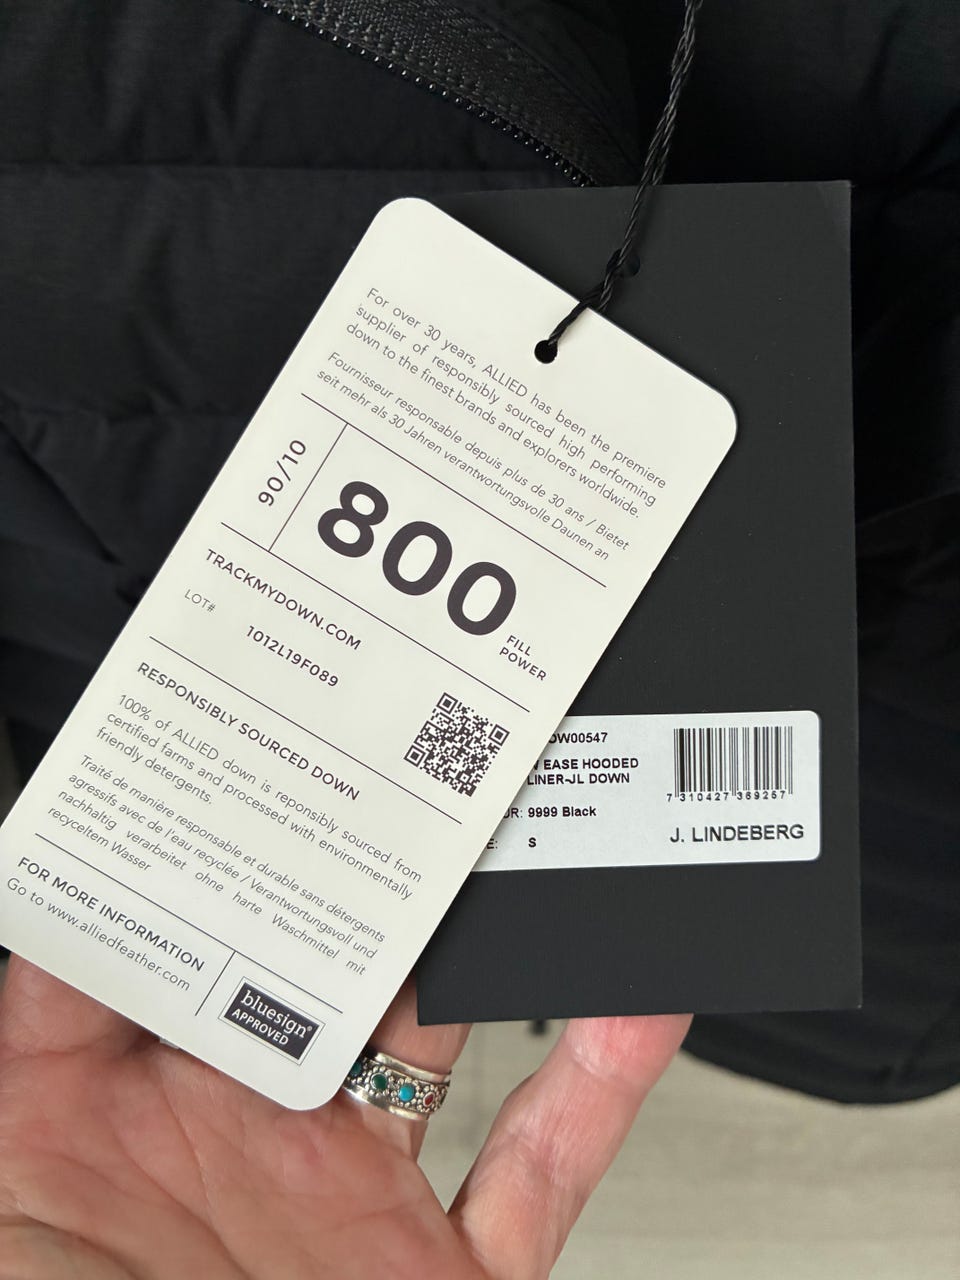 For over 30 years, ALLIED has been the premiere
supplier of responsibly sourced high performing
down to the finest brands and explorers worldwide.
Fournisseur responsable depuis plus de 30 ans / Bietet
seit mehr als 30 Jahren verantwortungsvolle Daunen an
90/10
800
FILL
POWER
TRACKMYDOWN.COM
LOT#
1012L19F089
RESPONSIBLY SOURCED DOWN
100% of ALLIED down is reponsibly sourced from
certified farms and processed with environmentally
friendly detergents.
Traité de manière responsable et durable sans détergents
agressifs avec de l'eau recyclée / Verantwortungsvoll und
nachhaltig verarbeitet ohne harte Waschmittel mit
recyceltem Wasser
FOR MORE INFORMATION
Go to www.alliedfeather.com
bluesign®
APPROVED
OW00547
EASE HOODED
LINER-JL DOWN
UR: 9999 Black
E: S
7 310427 369267
J. LINDEBERG